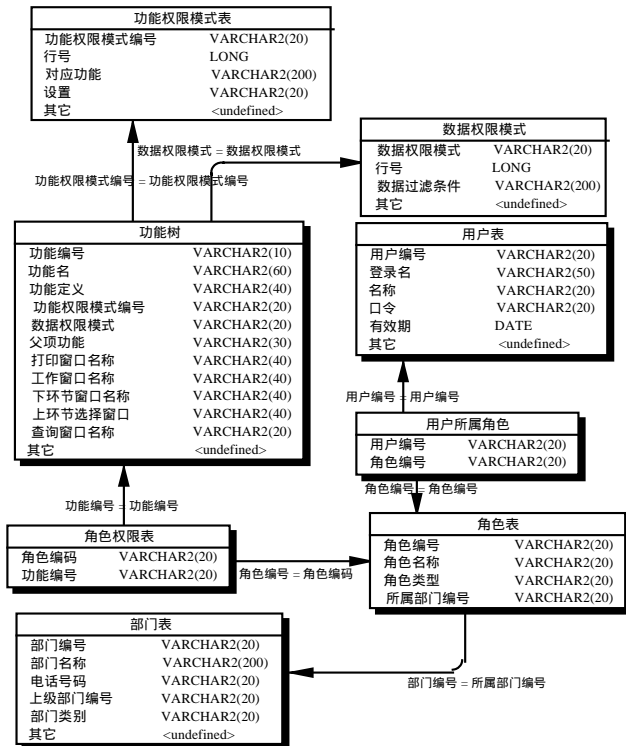 功能权限模式表
功能权限模式编号 VARCHAR2(20)
行号 LONG
对应功能 VARCHAR2(200)
设置 VARCHAR2(20)
其它 <undefined>
数据权限模式 = 数据权限模式
功能权限模式编号 = 功能权限模式编号
数据权限模式
数据权限模式 VARCHAR2(20)
行号 LONG
数据过滤条件 VARCHAR2(200)
其它 <undefined>
功能树
功能编号 VARCHAR2(10)
功能名 VARCHAR2(60)
功能定义 VARCHAR2(40)
功能权限模式编号 VARCHAR2(20)
数据权限模式 VARCHAR2(20)
父项功能 VARCHAR2(30)
打印窗口名称 VARCHAR2(40)
工作窗口名称 VARCHAR2(40)
下环节窗口名称 VARCHAR2(40)
上环节选择窗口 VARCHAR2(40)
查询窗口名称 VARCHAR2(20)
其它 <undefined>
用户表
用户编号 VARCHAR2(20)
登录名 VARCHAR2(50)
名称 VARCHAR2(20)
口令 VARCHAR2(20)
有效期 DATE
其它 <undefined>
用户编号 = 用户编号
用户所属角色
用户编号 VARCHAR2(20)
角色编号 VARCHAR2(20)
角色编号 = 角色编号
功能编号 = 功能编号
角色权限表
角色编码 VARCHAR2(20)
功能编号 VARCHAR2(20)
角色编号 = 角色编码
角色表
角色编号 VARCHAR2(20)
角色名称 VARCHAR2(20)
角色类型 VARCHAR2(20)
所属部门编号 VARCHAR2(20)
部门表
部门编号 VARCHAR2(20)
部门名称 VARCHAR2(200)
电话号码 VARCHAR2(20)
上级部门编号 VARCHAR2(20)
部门类别 VARCHAR2(20)
其它 <undefined>
部门编号 = 所属部门编号